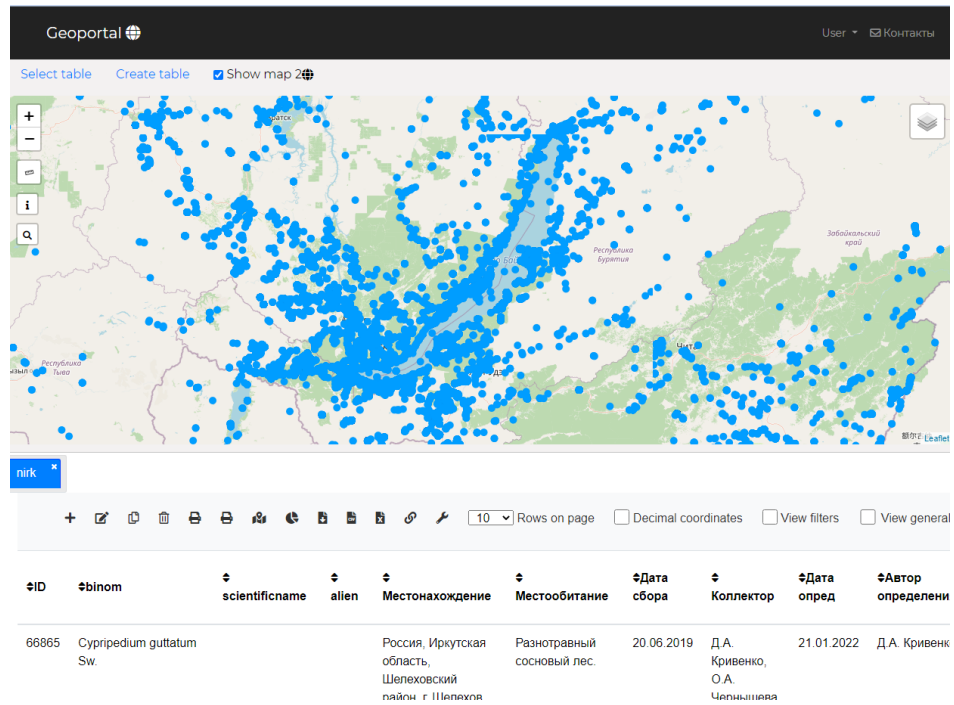 Geoportal
User
Контакты
Select table
Create table
Show map 2
+
−
i
Забайкальский
край
Республика
Бурятия
Республика
Тыва
Leaflet
nirk ×
10 Rows on page
Decimal coordinates
View filters
View general
ID
binom
scientificname
alien
Местонахождение
Местообитание
Дата
сбора
Коллектор
Дата
опред
Автор
определени
66865
Cypripedium guttatum
Sw.
Россия, Иркутская
область,
Шелеховский
район, г. Шелехов
Разнотравный
сосновый лес.
20.06.2019
Д.А.
Кривенко,
О.А.
Чернышева
21.01.2022
Д.А. Кривенк